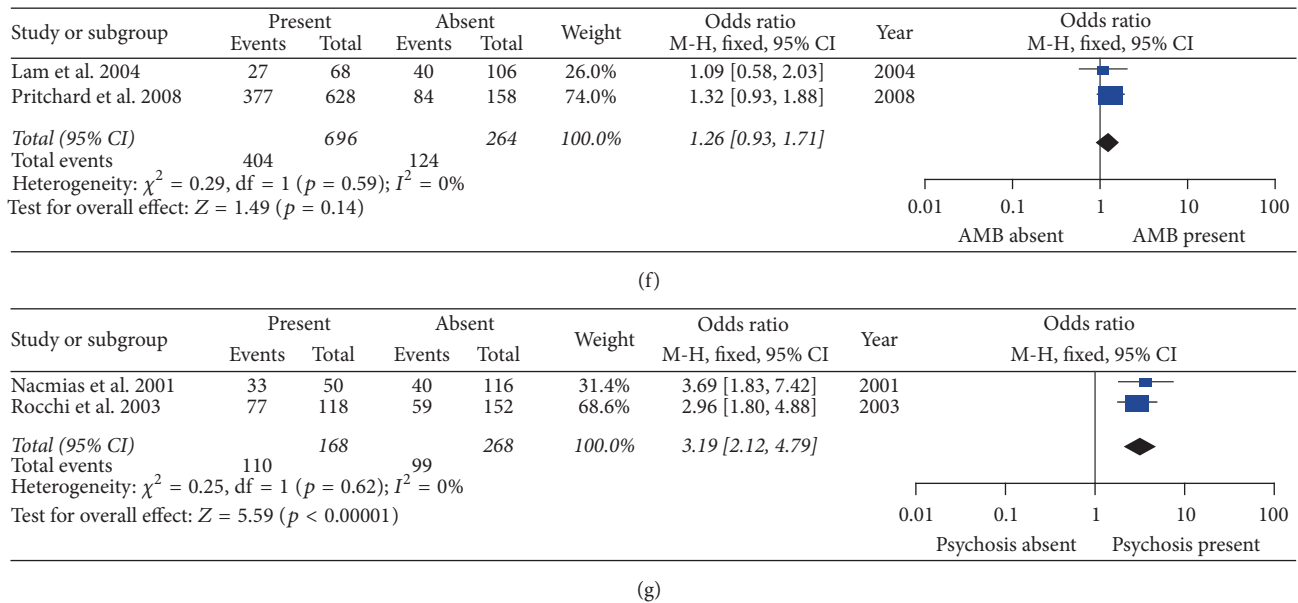 Study or subgroup Present Absent Weight Odds ratio Year Odds ratio
Events Total Events Total M-H, fixed, 95% CI M-H, fixed, 95% CI
Lam et al. 2004 27 68 40 106 26.0% 1.09 [0.58, 2.03] 2004
Pritchard et al. 2008 377 628 84 158 74.0% 1.32 [0.93, 1.88] 2008
Total (95% CI) 696 264 100.0% 1.26 [0.93, 1.71]
Total events 404 124
Heterogeneity: χ² = 0.29, df = 1 (p = 0.59); I² = 0%
Test for overall effect: Z = 1.49 (p = 0.14)
0.01 0.1 1 10 100
AMB absent AMB present
(f)
Study or subgroup Present Absent Weight Odds ratio Year Odds ratio
Events Total Events Total M-H, fixed, 95% CI M-H, fixed, 95% CI
Nacmias et al. 2001 33 50 40 116 31.4% 3.69 [1.83, 7.42] 2001
Rocchi et al. 2003 77 118 59 152 68.6% 2.96 [1.80, 4.88] 2003
Total (95% CI) 168 268 100.0% 3.19 [2.12, 4.79]
Total events 110 99
Heterogeneity: χ² = 0.25, df = 1 (p = 0.62); I² = 0%
Test for overall effect: Z = 5.59 (p < 0.00001)
0.01 0.1 1 10 100
Psychosis absent Psychosis present
(g)